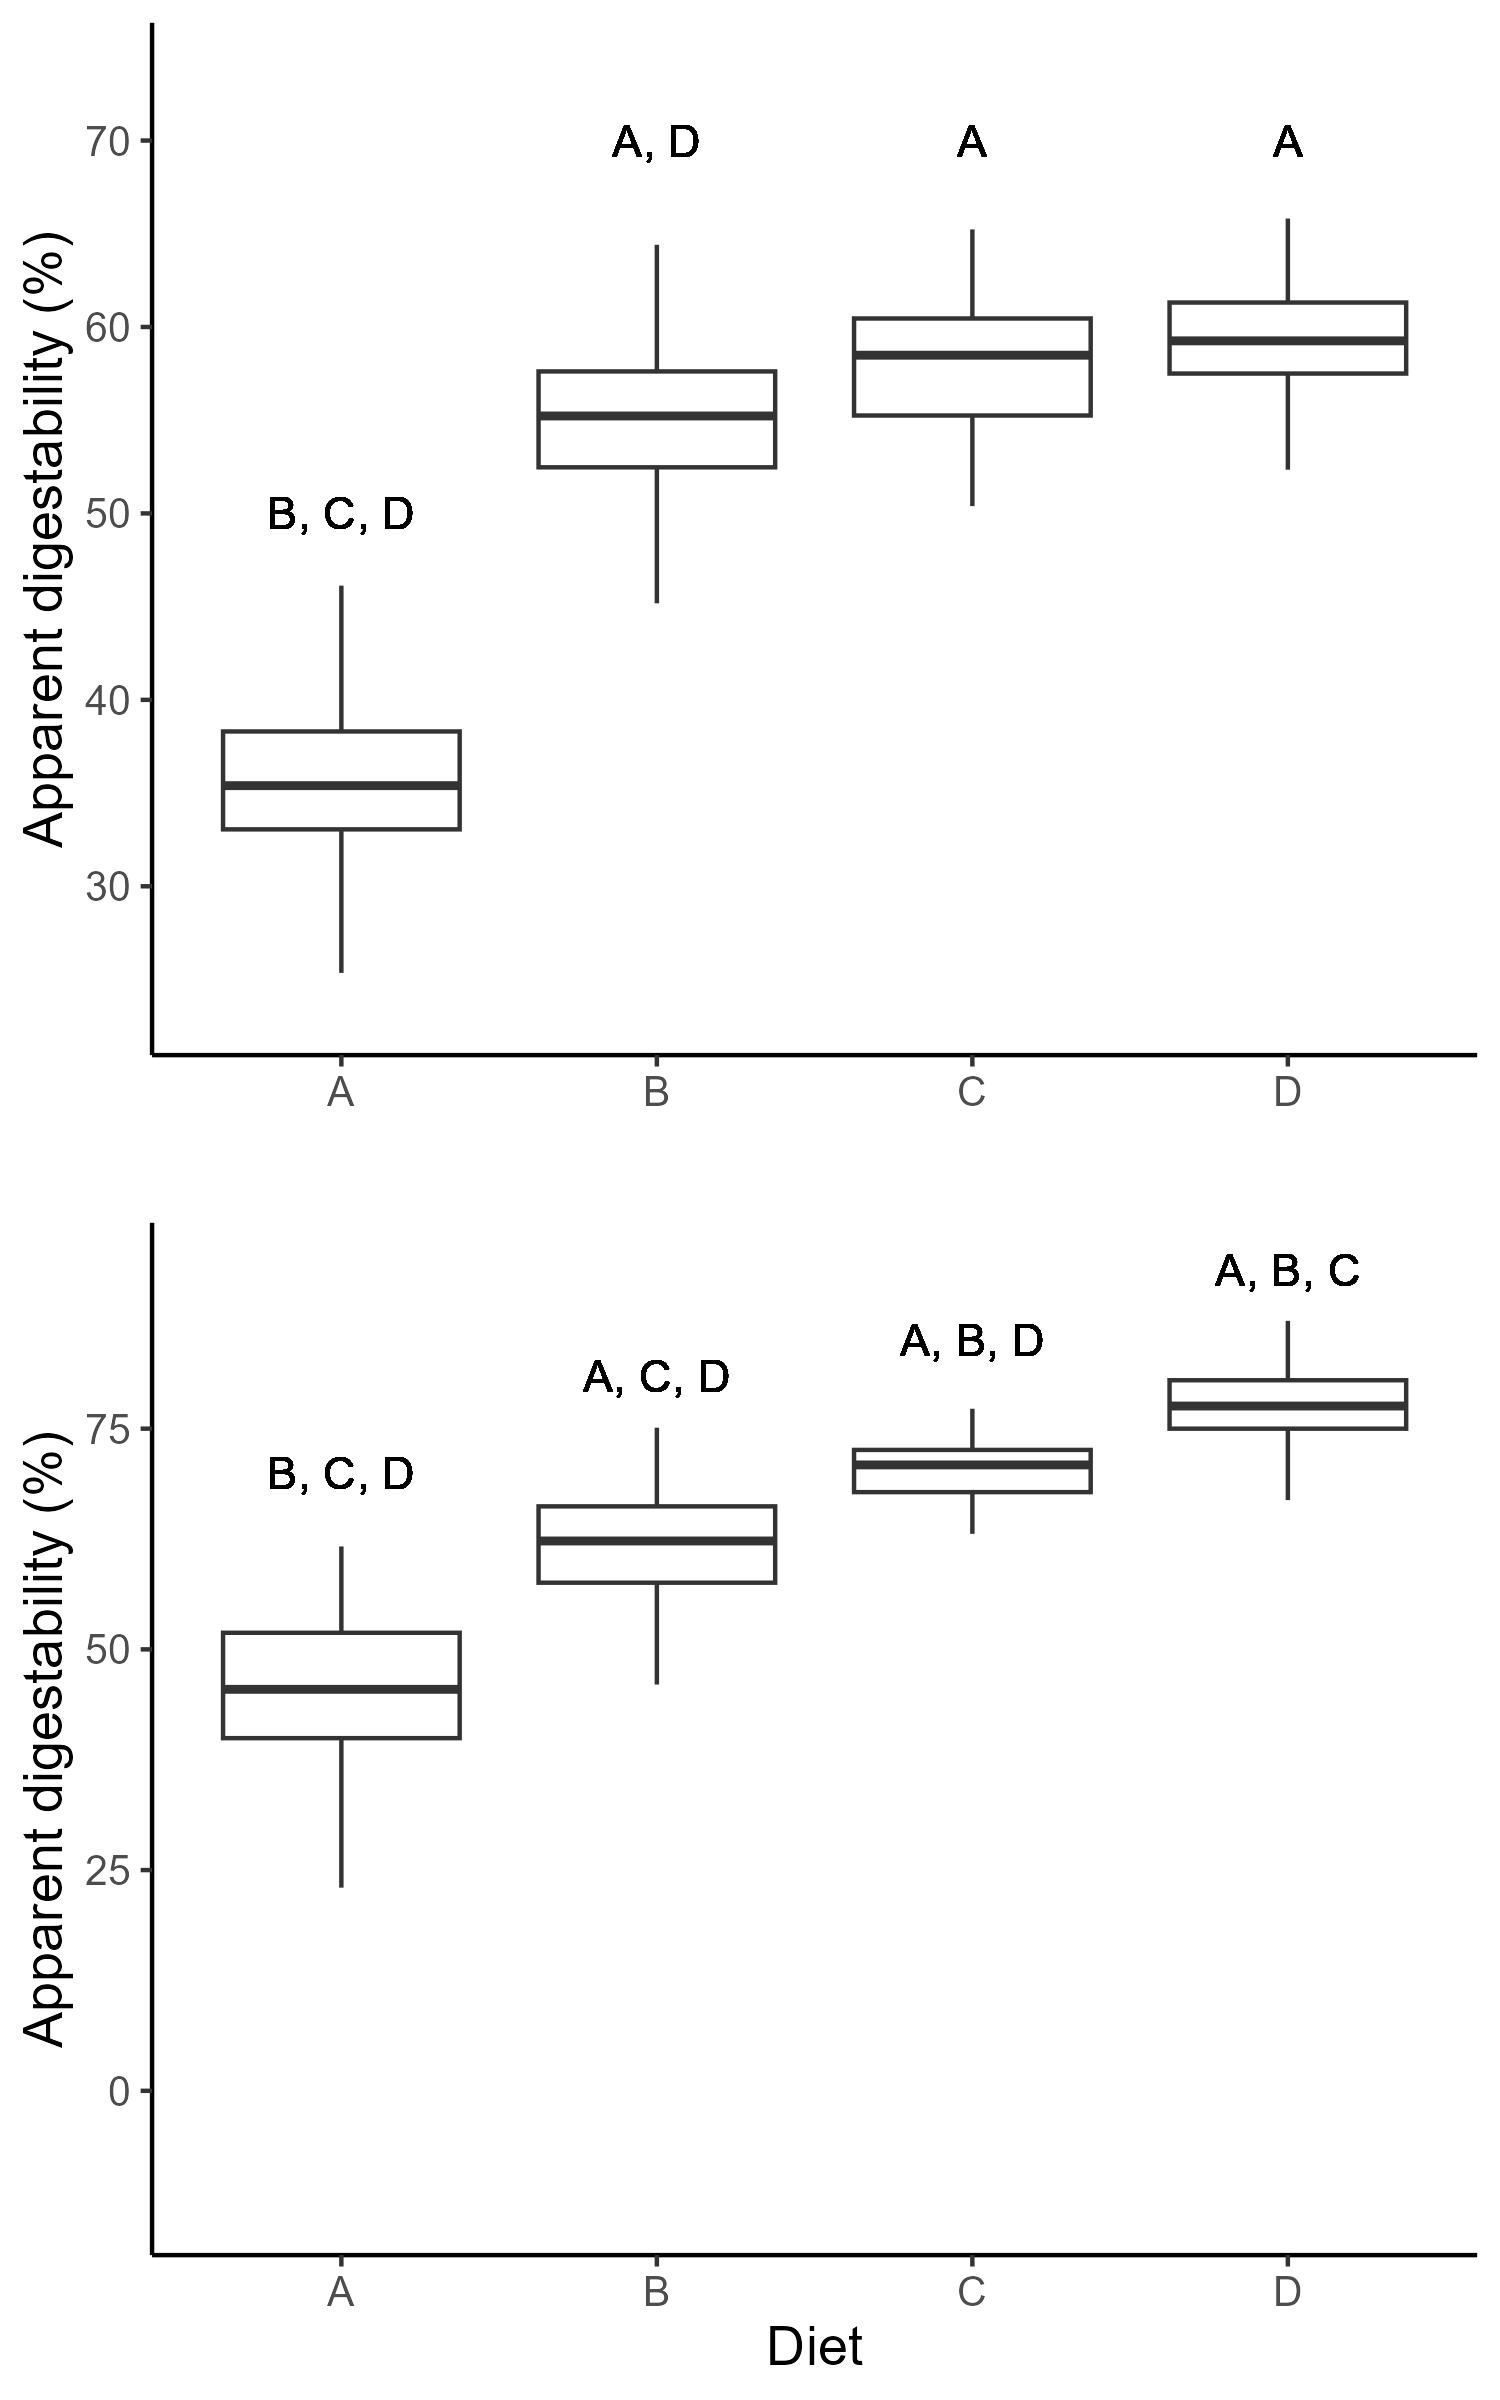 Apparent digestability (%)
70
60
50
40
30
B, C, D
A, D
A
A
A
B
C
D
Apparent digestability (%)
75
50
25
0
B, C, D
A, C, D
A, B, D
A, B, C
A
B
C
D
Diet